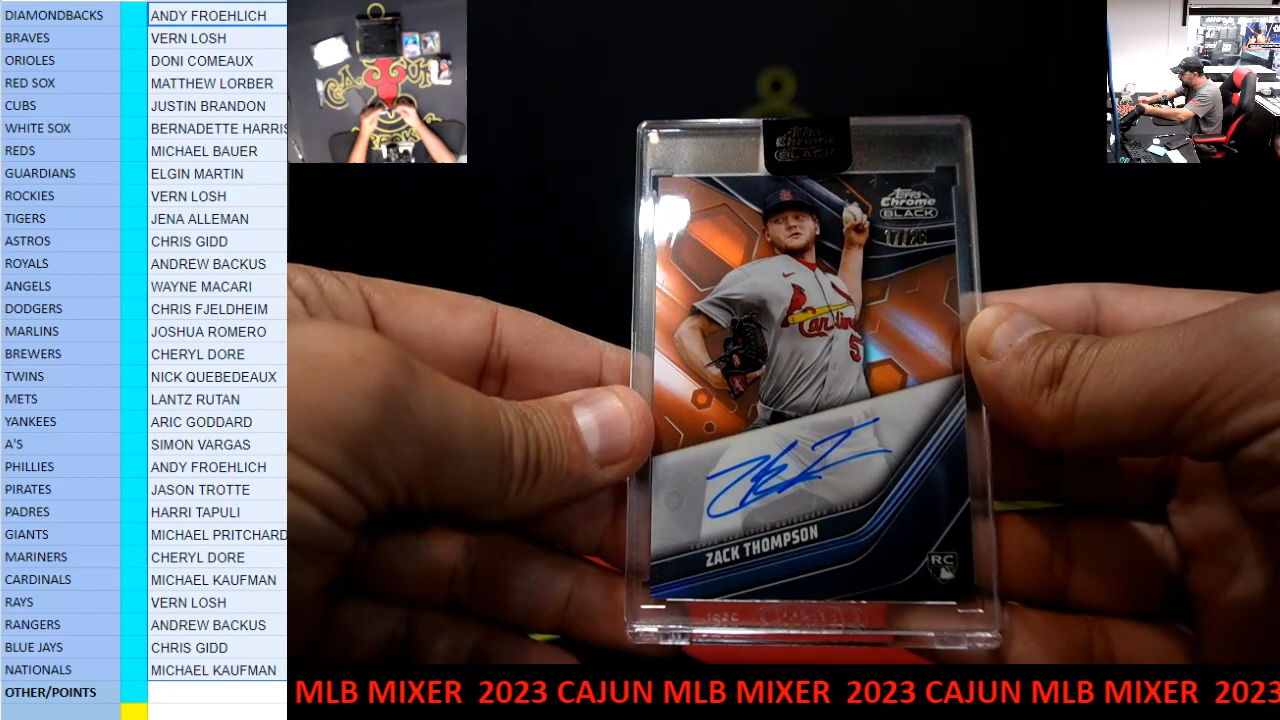 DIAMONDBACKS ANDY FROEHLICH
BRAVES VERN LOSH
ORIOLES DONI COMEAUX
RED SOX MATTHEW LORBER
CUBS JUSTIN BRANDON
WHITE SOX BERNADETTE HARRIS
REDS MICHAEL BAUER
GUARDIANS ELGIN MARTIN
ROCKIES VERN LOSH
TIGERS JENA ALLEMAN
ASTROS CHRIS GIDD
ROYALS ANDREW BACKUS
ANGELS WAYNE MACARI
DODGERS CHRIS FJELDHEIM
MARLINS JOSHUA ROMERO
BREWERS CHERYL DORE
TWINS NICK QUEBEDEAUX
METS LANTZ RUTAN
YANKEES ARIC GODDARD
A'S SIMON VARGAS
PHILLIES ANDY FROEHLICH
PIRATES JASON TROTTE
PADRES HARRI TAPULI
GIANTS MICHAEL PRITCHARD
MARINERS CHERYL DORE
CARDINALS MICHAEL KAUFMAN
RAYS VERN LOSH
RANGERS ANDREW BACKUS
BLUE JAYS CHRIS GIDD
NATIONALS MICHAEL KAUFMAN
OTHER/POINTS
Topps
Chrome
BLACK
TOPPS
Chrome
BLACK
Cardinals
5
ZACK THOMPSON
RC
MLB MIXER 2023 CAJUN MLB MIXER 2023 CAJUN MLB MIXER 2023